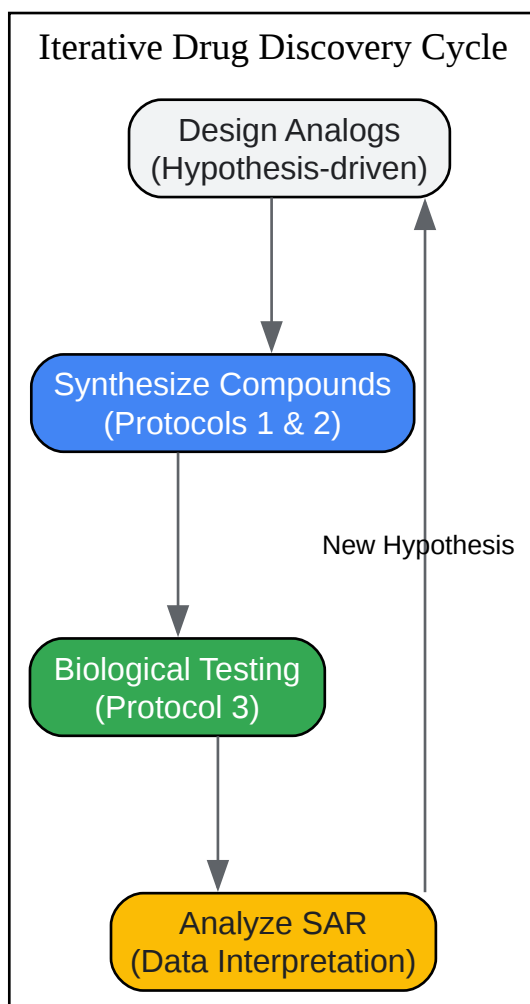 Iterative Drug Discovery Cycle
Design Analogs
(Hypothesis-driven)
Synthesize Compounds
(Protocols 1 & 2)
New Hypothesis
Biological Testing
(Protocol 3)
Analyze SAR
(Data Interpretation)